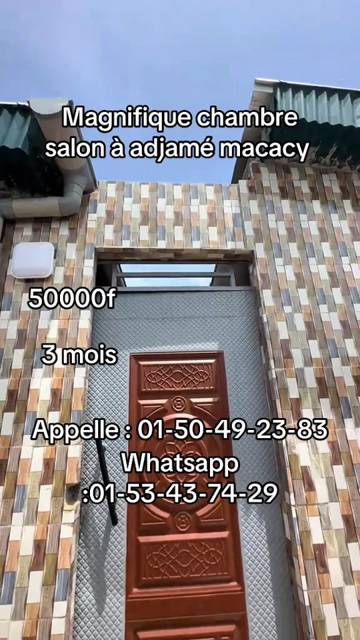 Magnifique chambre
salon à adjamé macacy
50000f
3 mois
Appelle : 01-50-49-23-83
Whatsapp
:01-53-43-74-29